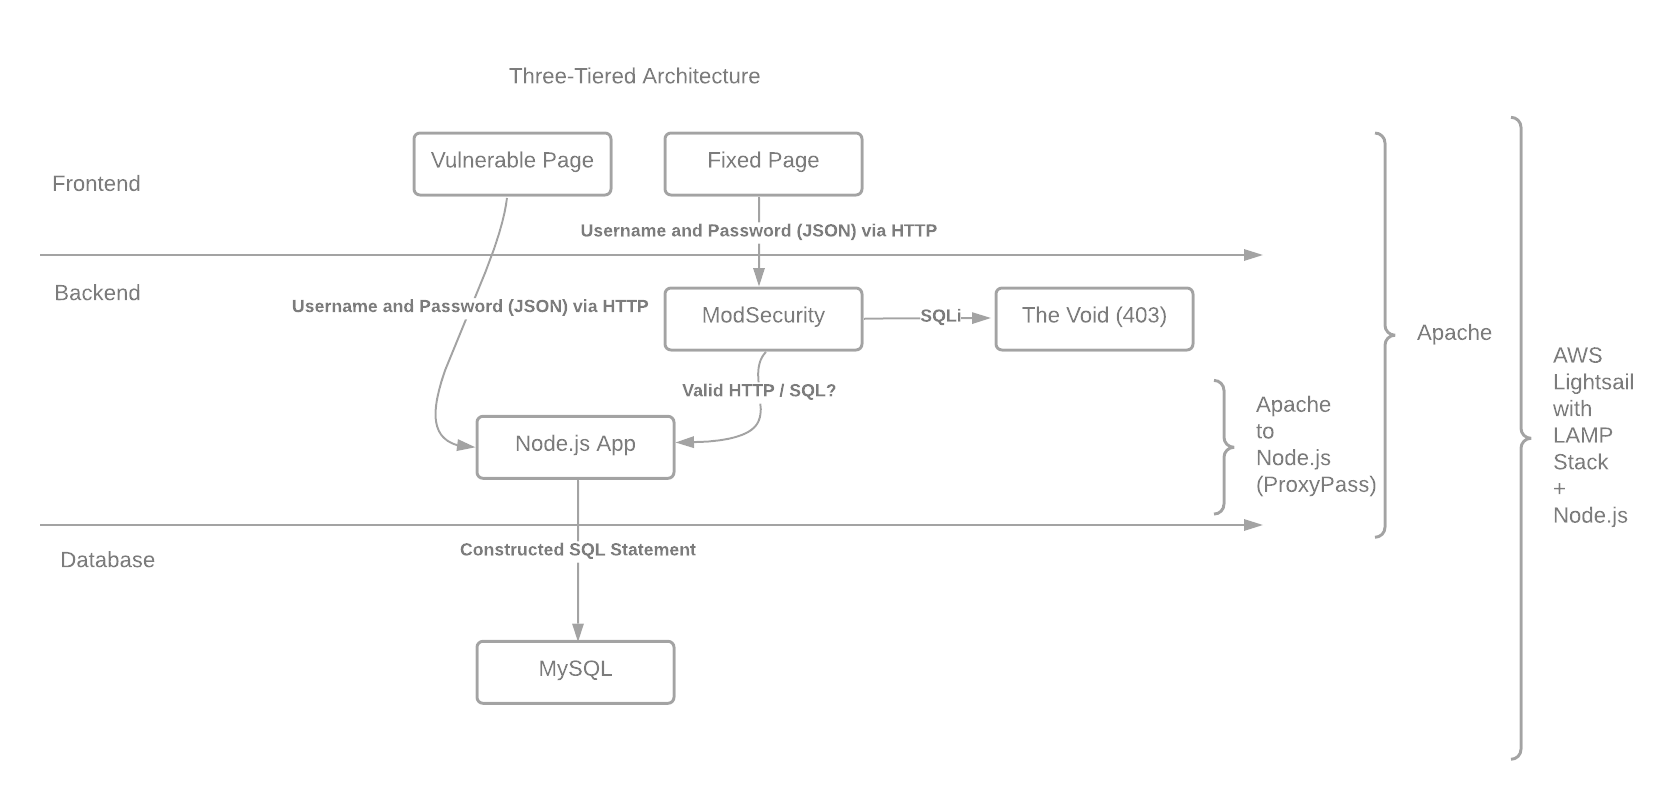 Three-Tiered Architecture
Vulnerable Page
Fixed Page
Frontend
Username and Password (JSON) via HTTP
Backend
Username and Password (JSON) via HTTP
ModSecurity
SQLi
The Void (403)
Apache
Valid HTTP / SQL?
Node.js App
Apache
to
Node.js
(ProxyPass)
AWS
Lightsail
with
LAMP
Stack
+
Node.js
Constructed SQL Statement
Database
MySQL